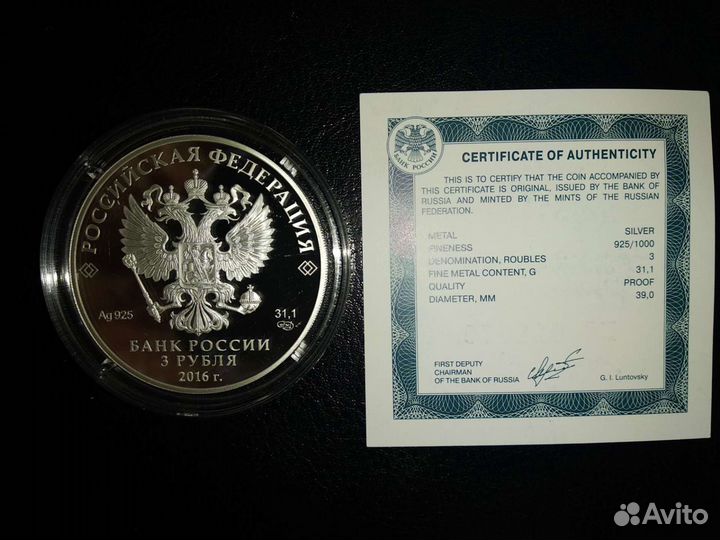 РОССИЙСКАЯ ФЕДЕРАЦИЯ
Ag 925
31,1
БАНК РОССИИ
3 РУБЛЯ
2016 г.
БАНК РОССИИ
CERTIFICATE OF AUTHENTICITY
THIS IS TO CERTIFY THAT THE COIN ACCOMPANIED BY
THIS CERTIFICATE IS ORIGINAL, ISSUED BY THE BANK OF
RUSSIA AND MINTED BY THE MINTS OF THE RUSSIAN
FEDERATION.
METAL SILVER
FINENESS 925/1000
DENOMINATION, ROUBLES 3
FINE METAL CONTENT, G 31,1
QUALITY PROOF
DIAMETER, MM 39,0
FIRST DEPUTY
CHAIRMAN
OF THE BANK OF RUSSIA
G. I. Luntovsky
Avito